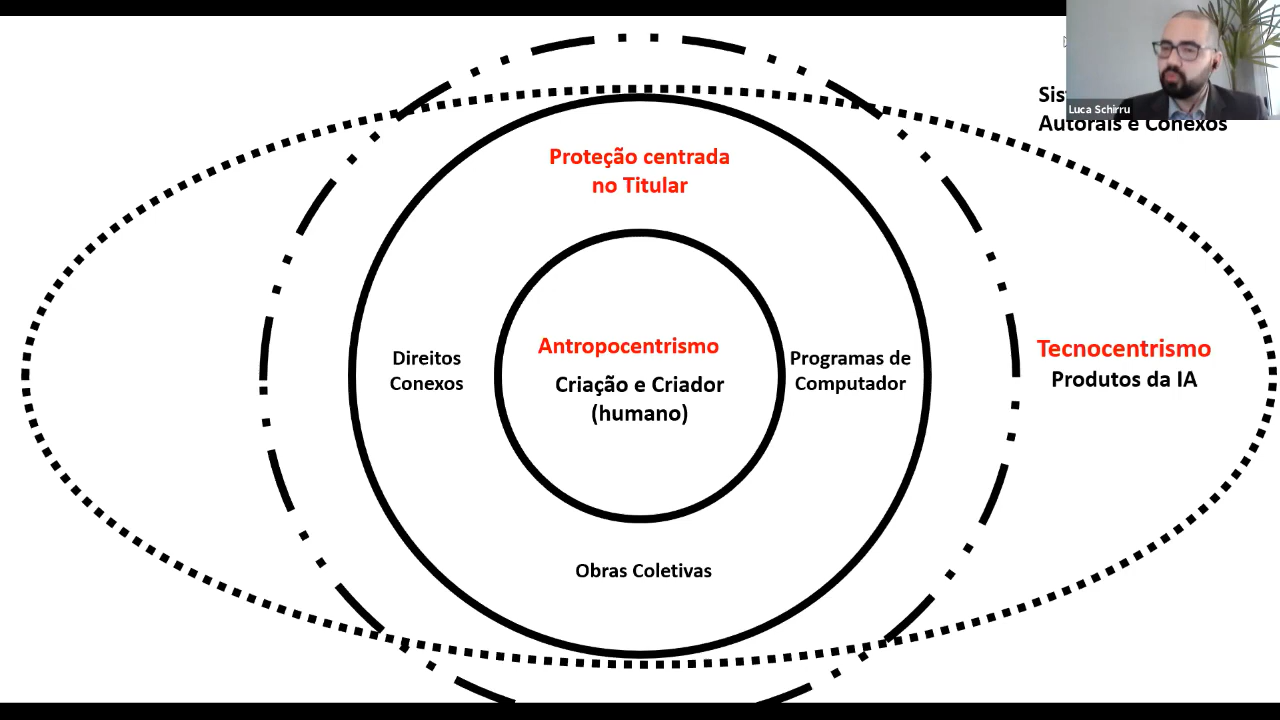 Luca Schirru
Autorais e Conexos
Proteção centrada
no Titular
Direitos
Conexos
Antropocentrismo
Criação e Criador
(humano)
Programas de
Computador
Tecnocentrismo
Produtos da IA
Obras Coletivas